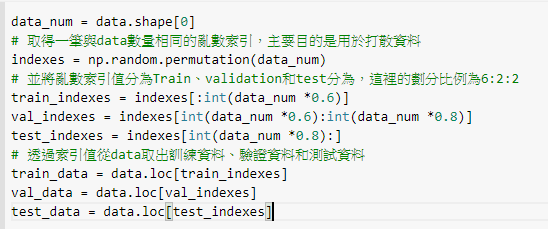 data_num = data.shape[0]
# 取得一筆與data數量相同的亂數索引，主要目的是用於打散資料
indexes = np.random.permutation(data_num)
# 並將亂數索引值分為Train、validation和test分為，這裡的劃分比例為6:2:2
train_indexes = indexes[:int(data_num *0.6)]
val_indexes = indexes[int(data_num *0.6):int(data_num *0.8)]
test_indexes = indexes[int(data_num *0.8):]
# 透過索引值從data取出訓練資料、驗證資料和測試資料
train_data = data.loc[train_indexes]
val_data = data.loc[val_indexes]
test_data = data.loc[test_indexes]